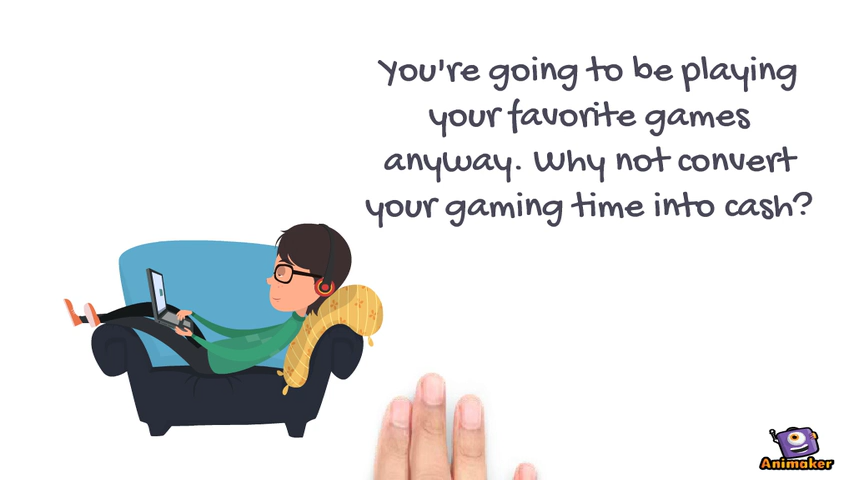 You're going to be playing
your favorite games
anyway. Why not convert
your gaming time into cash?
Animaker